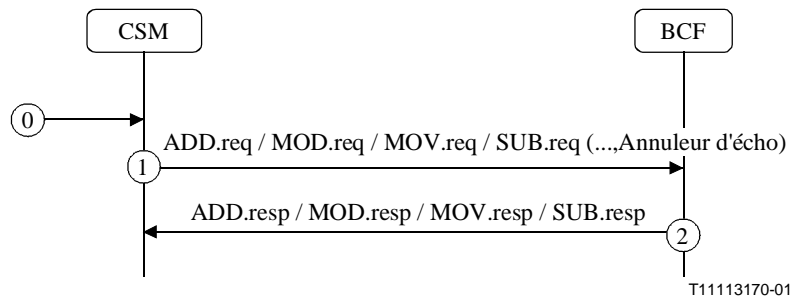 CSM
BCF
0
ADD.req / MOD.req / MOV.req / SUB.req (...,Annuleur d'écho)
1
ADD.resp / MOD.resp / MOV.resp / SUB.resp
2
T11113170-01